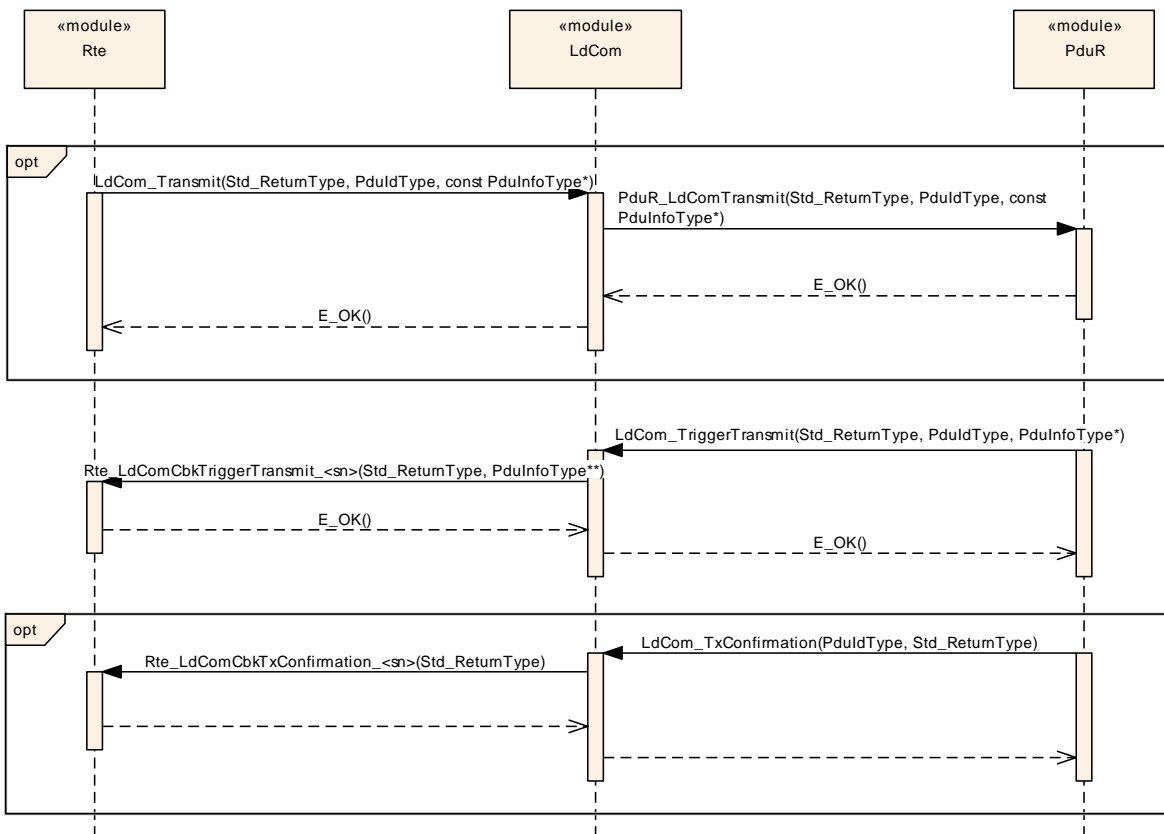 «module»
Rte
«module»
LdCom
«module»
PduR
opt
LdCom_Transmit(Std_ReturnType, PduIdType, const PduInfoType*)
PduR_LdComTransmit(Std_ReturnType, PduIdType, const
PduInfoType*)
E_OK()
E_OK()
LdCom_TriggerTransmit(Std_ReturnType, PduIdType, PduInfoType*)
Rte_LdComCbkTriggerTransmit_<sn>(Std_ReturnType, PduInfoType**)
E_OK()
E_OK()
opt
LdCom_TxConfirmation(PduIdType, Std_ReturnType)
Rte_LdComCbkTxConfirmation_<sn>(Std_ReturnType)